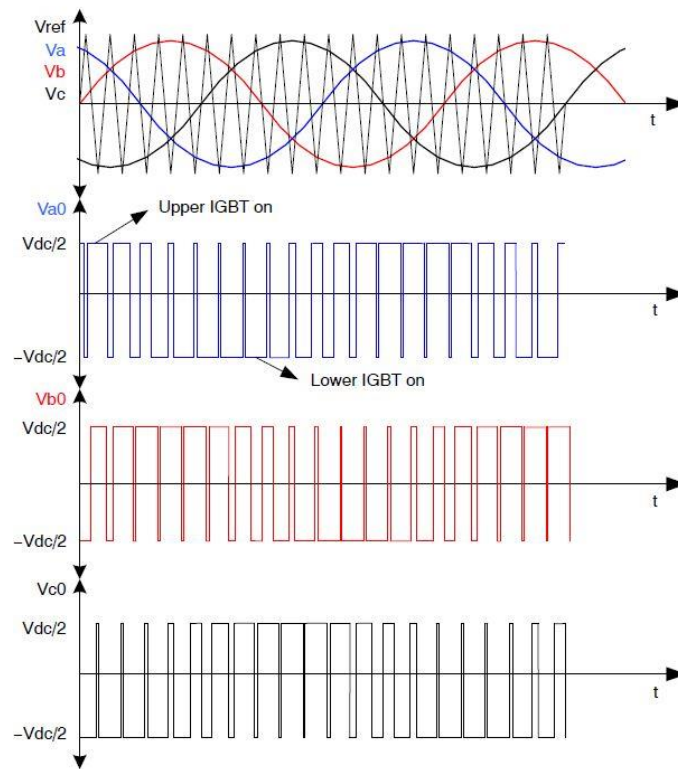 Vref
Va
Vb
Vc
t
Va0
Upper IGBT on
Vdc/2
t
−Vdc/2
Lower IGBT on
Vb0
Vdc/2
t
−Vdc/2
Vc0
Vdc/2
t
−Vdc/2